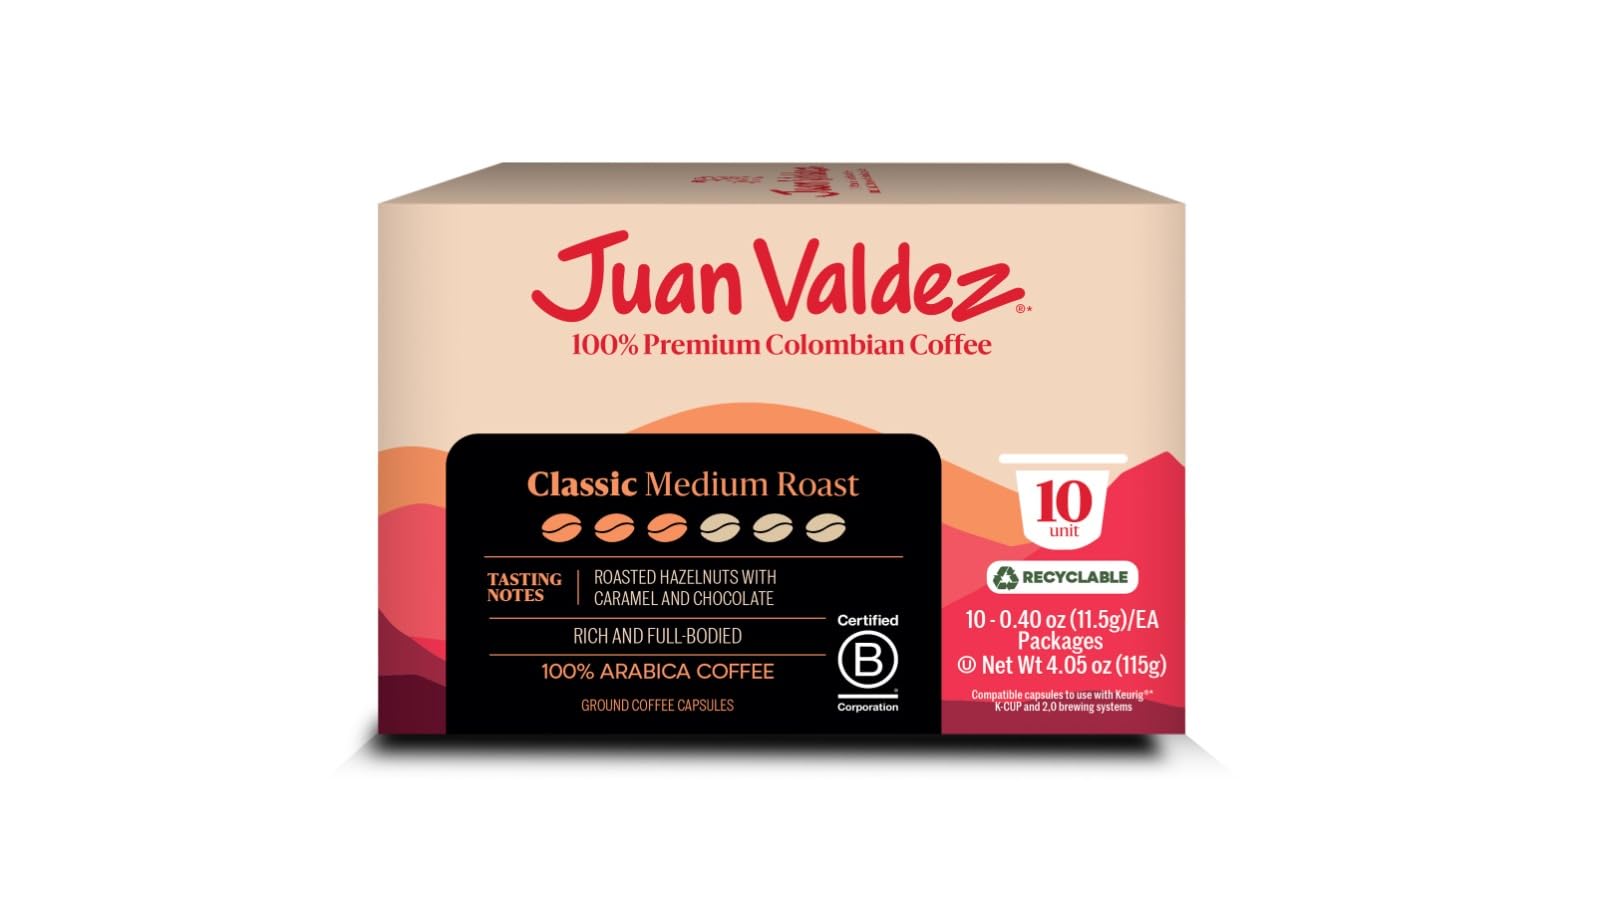 Juan Valdez®*
100% Premium Colombian Coffee
Classic Medium Roast
TASTING
NOTES
ROASTED HAZELNUTS WITH
CARAMEL AND CHOCOLATE
RICH AND FULL-BODIED
100% ARABICA COFFEE
GROUND COFFEE CAPSULES
Certified
B
®
Corporation
10
unit
RECYCLABLE
10 - 0.40 oz (11.5g)/EA
Packages
Ⓤ Net Wt 4.05 oz (115g)
Compatible capsules to use with Keurig®*
K-CUP and 2,0 brewing systems
Juan Valdez